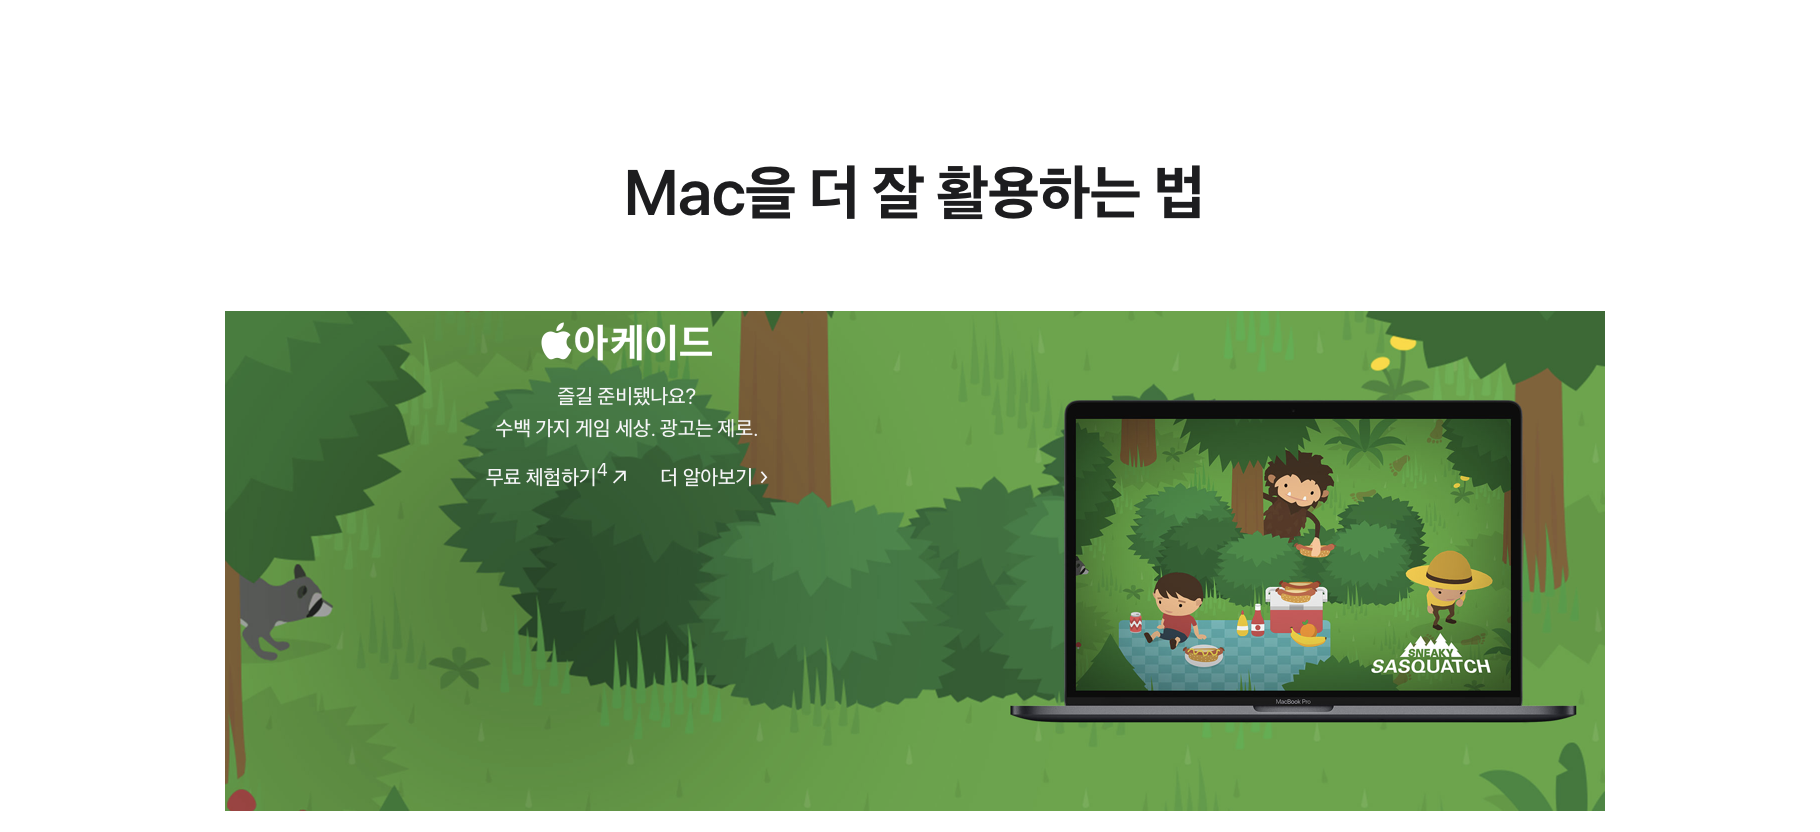 Mac을 더 잘 활용하는 법
아케이드
즐길 준비됐나요?
수백 가지 게임 세상. 광고는 제로.
무료 체험하기4 더 알아보기
SNEAKY
SASQUATCH
MacBook Pro